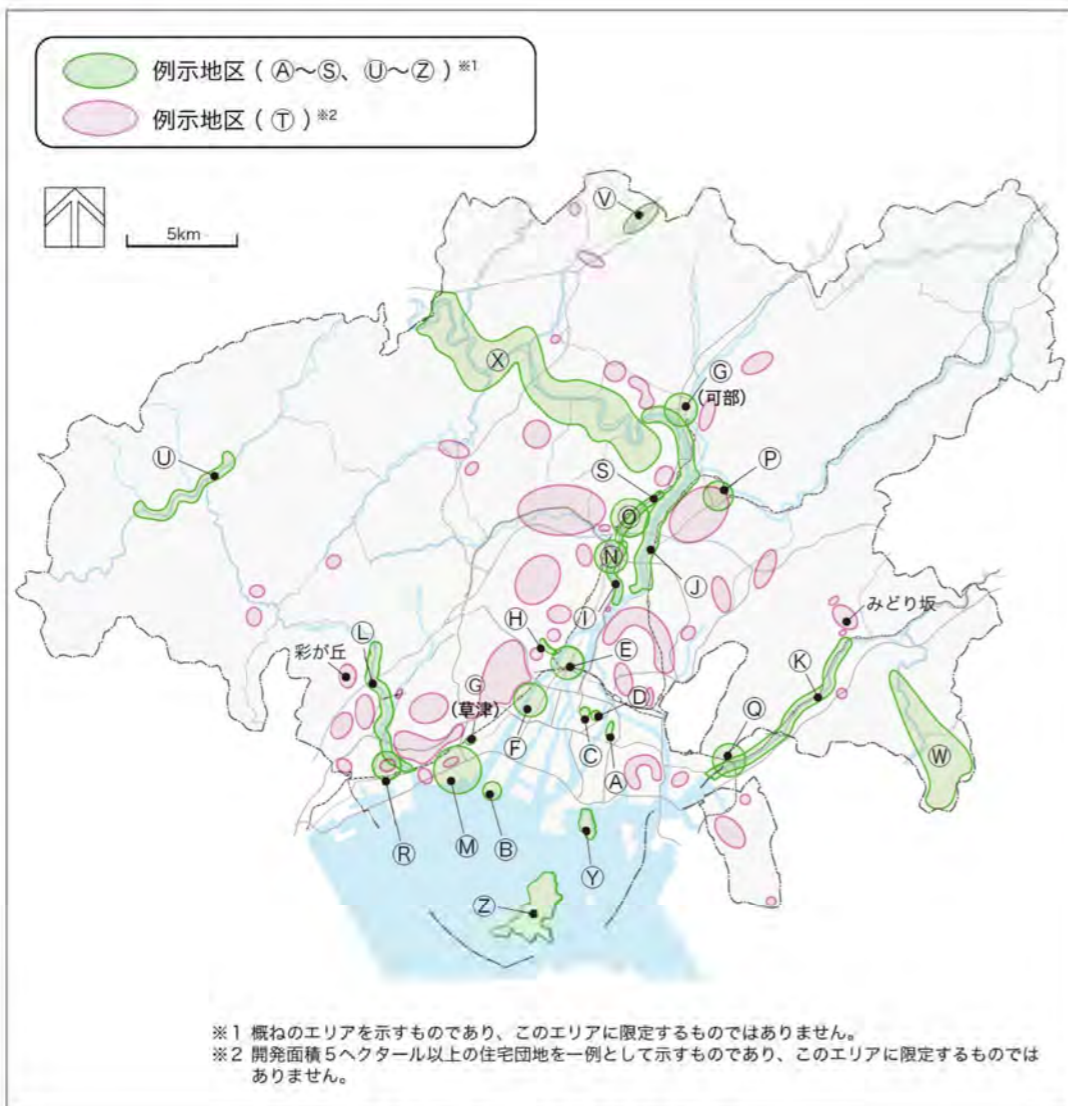 例示地区 ( Ⓐ〜Ⓢ、Ⓤ〜Ⓩ ) ※1
例示地区 ( Ⓣ ) ※2
5km
Ⓥ
Ⓧ
Ⓖ
(可部)
Ⓤ
Ⓢ
Ⓟ
Ⓞ
Ⓝ
Ⓘ
Ⓙ
みどり坂
Ⓗ
Ⓛ
Ⓔ
彩が丘
Ⓚ
Ⓖ
(草津)
Ⓓ
Ⓕ
Ⓒ
Ⓐ
Ⓠ
Ⓦ
Ⓡ
Ⓜ
Ⓑ
Ⓨ
Ⓩ
※1 概ねのエリアを示すものであり、このエリアに限定するものではありません。
※2 開発面積5ヘクタール以上の住宅団地を一例として示すものであり、このエリアに限定するものでは
ありません。